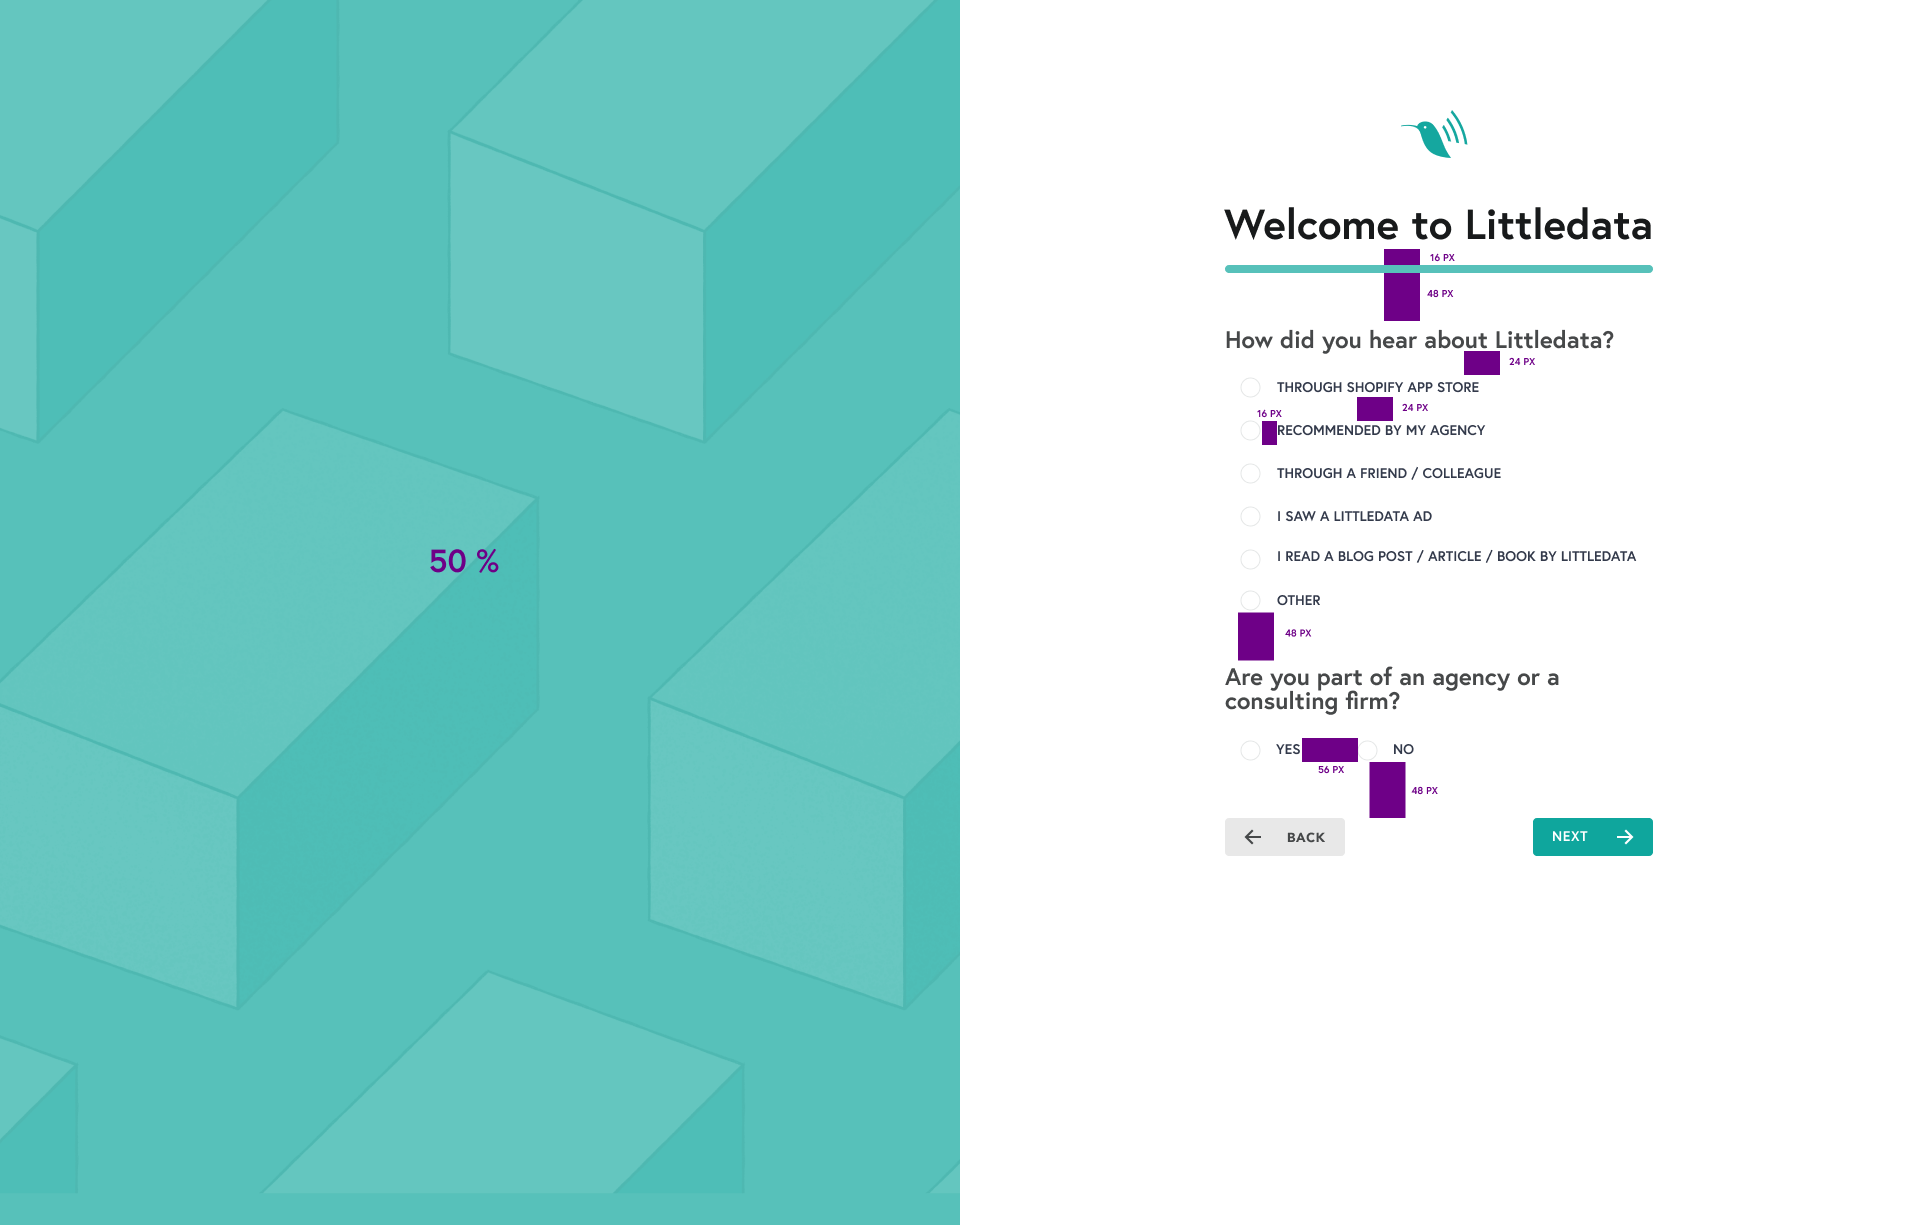 50 %
Welcome to Littledata
16 PX
48 PX
How did you hear about Littledata?
24 PX
THROUGH SHOPIFY APP STORE
24 PX
16 PX
RECOMMENDED BY MY AGENCY
THROUGH A FRIEND / COLLEAGUE
I SAW A LITTLEDATA AD
I READ A BLOG POST / ARTICLE / BOOK BY LITTLEDATA
OTHER
48 PX
Are you part of an agency or a
consulting firm?
YES NO
56 PX
48 PX
BACK NEXT